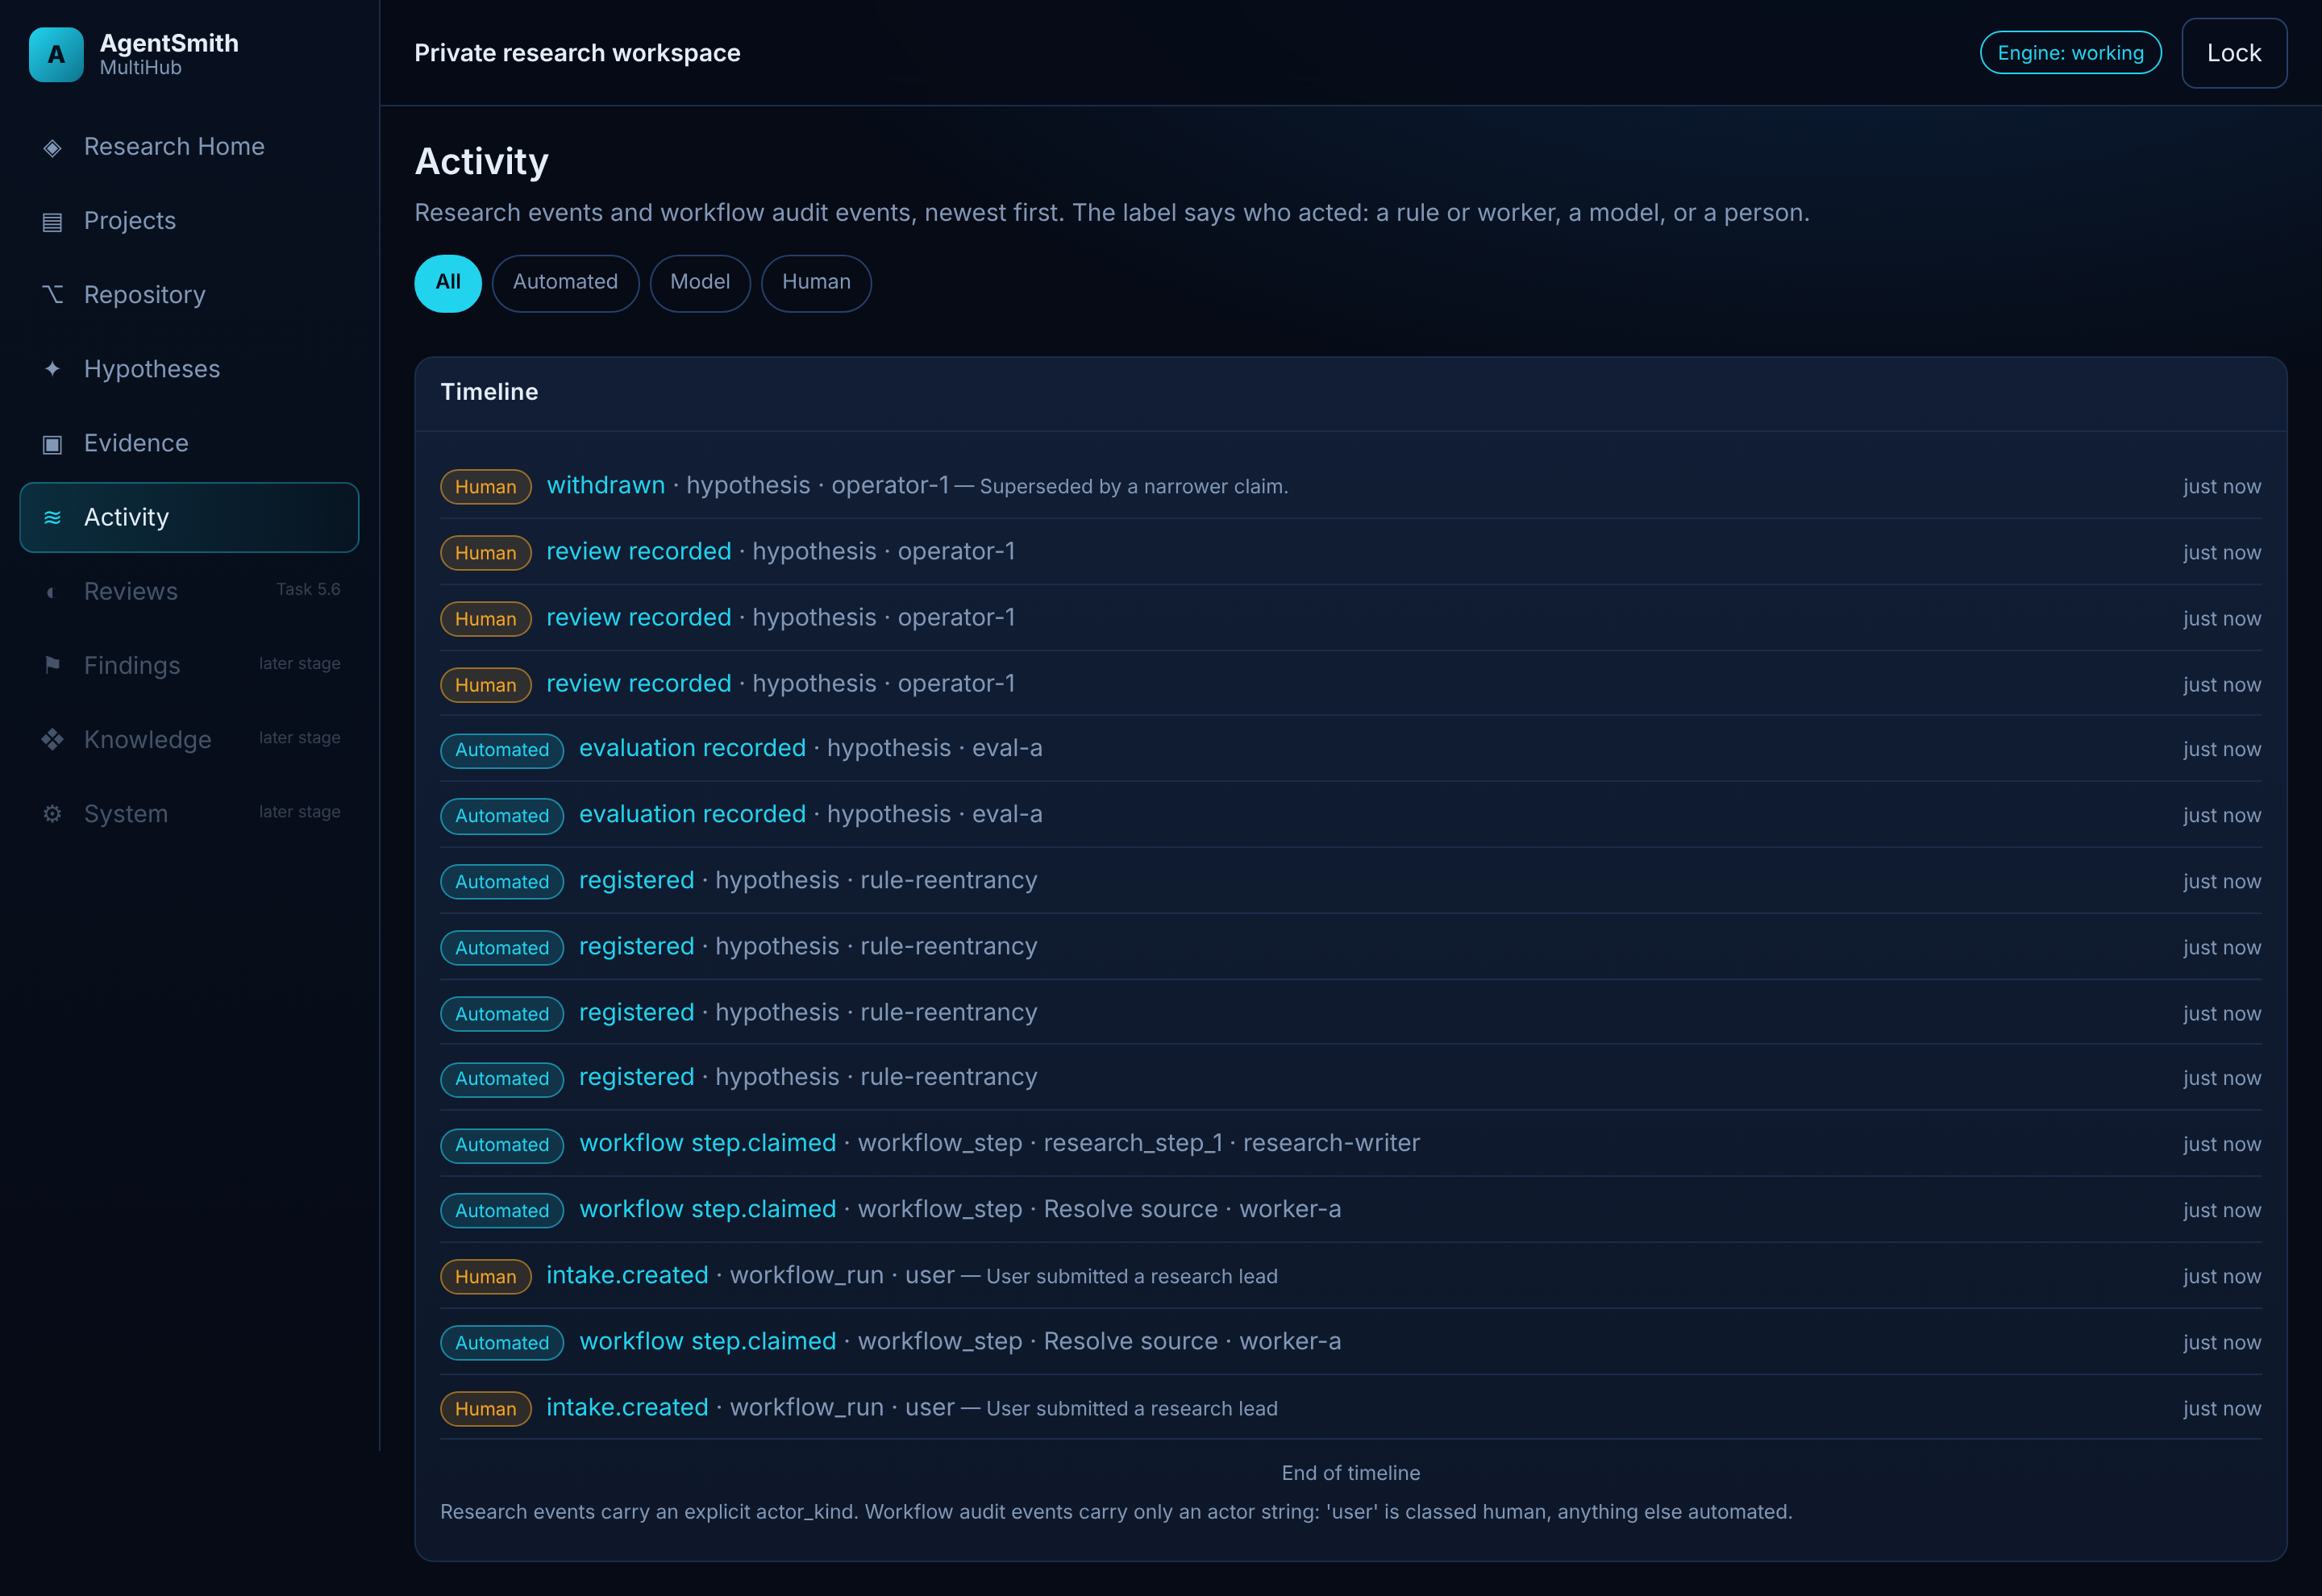 A
AgentSmith
MultiHub
Research Home
Projects
Repository
Hypotheses
Evidence
Activity
Reviews Task 5.6
Findings later stage
Knowledge later stage
System later stage
Private research workspace
Engine: working
Lock
Activity
Research events and workflow audit events, newest first. The label says who acted: a rule or worker, a model, or a person.
All Automated Model Human
Timeline
Human withdrawn · hypothesis · operator-1 — Superseded by a narrower claim. just now
Human review recorded · hypothesis · operator-1 just now
Human review recorded · hypothesis · operator-1 just now
Human review recorded · hypothesis · operator-1 just now
Automated evaluation recorded · hypothesis · eval-a just now
Automated evaluation recorded · hypothesis · eval-a just now
Automated registered · hypothesis · rule-reentrancy just now
Automated registered · hypothesis · rule-reentrancy just now
Automated registered · hypothesis · rule-reentrancy just now
Automated registered · hypothesis · rule-reentrancy just now
Automated workflow step.claimed · workflow_step · research_step_1 · research-writer just now
Automated workflow step.claimed · workflow_step · Resolve source · worker-a just now
Human intake.created · workflow_run · user — User submitted a research lead just now
Automated workflow step.claimed · workflow_step · Resolve source · worker-a just now
Human intake.created · workflow_run · user — User submitted a research lead just now
End of timeline
Research events carry an explicit actor_kind. Workflow audit events carry only an actor string: 'user' is classed human, anything else automated.